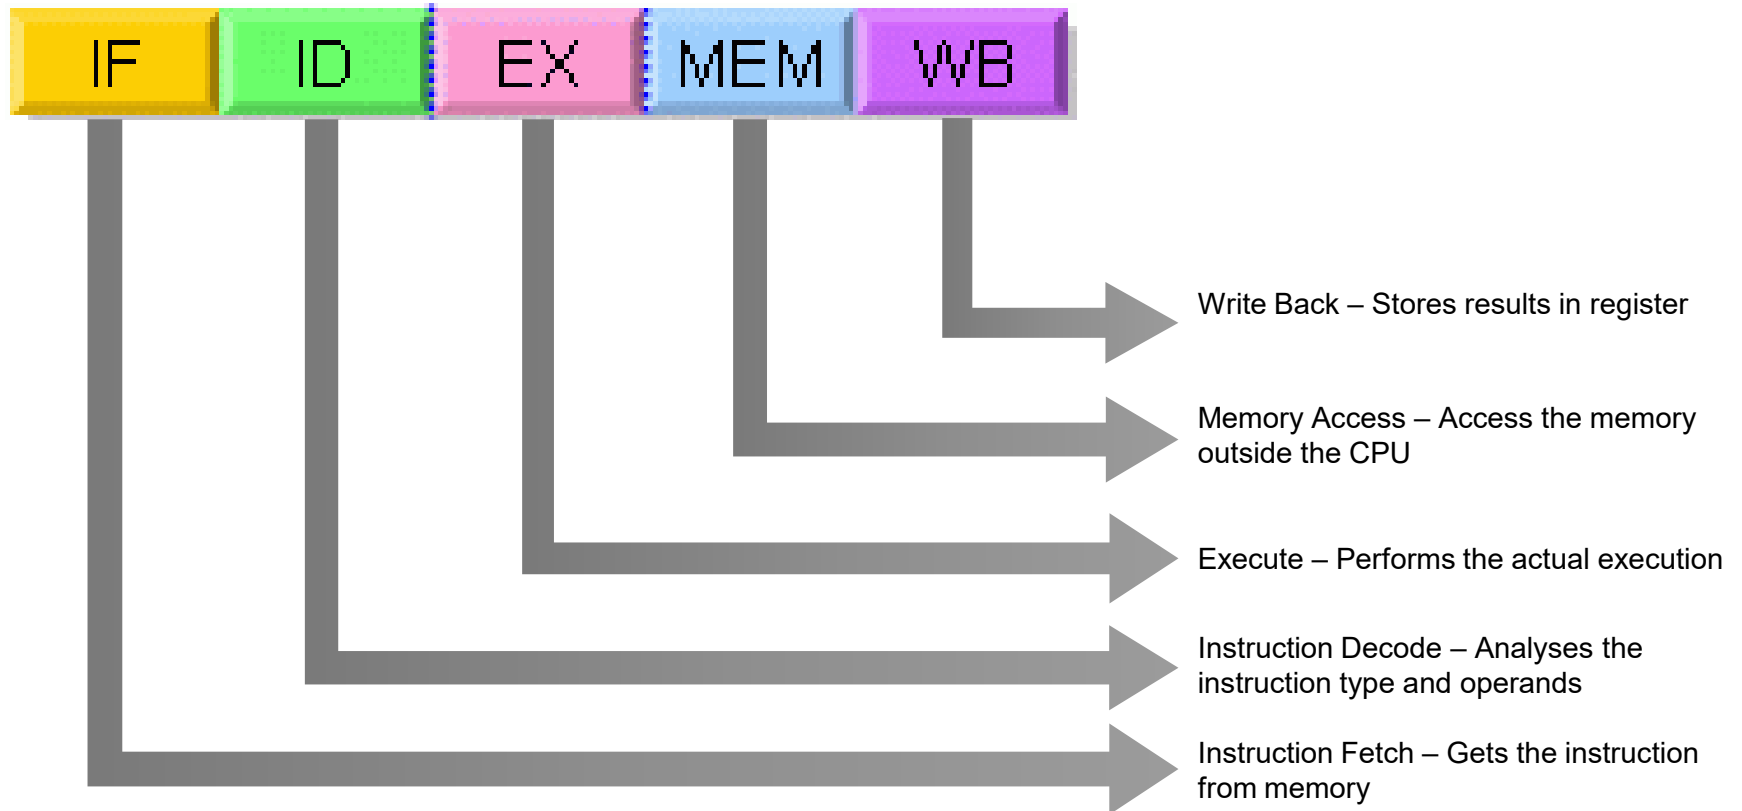 IF ID EX MEM WB
Write Back – Stores results in register
Memory Access – Access the memory
outside the CPU
Execute – Performs the actual execution
Instruction Decode – Analyses the
instruction type and operands
Instruction Fetch – Gets the instruction
from memory